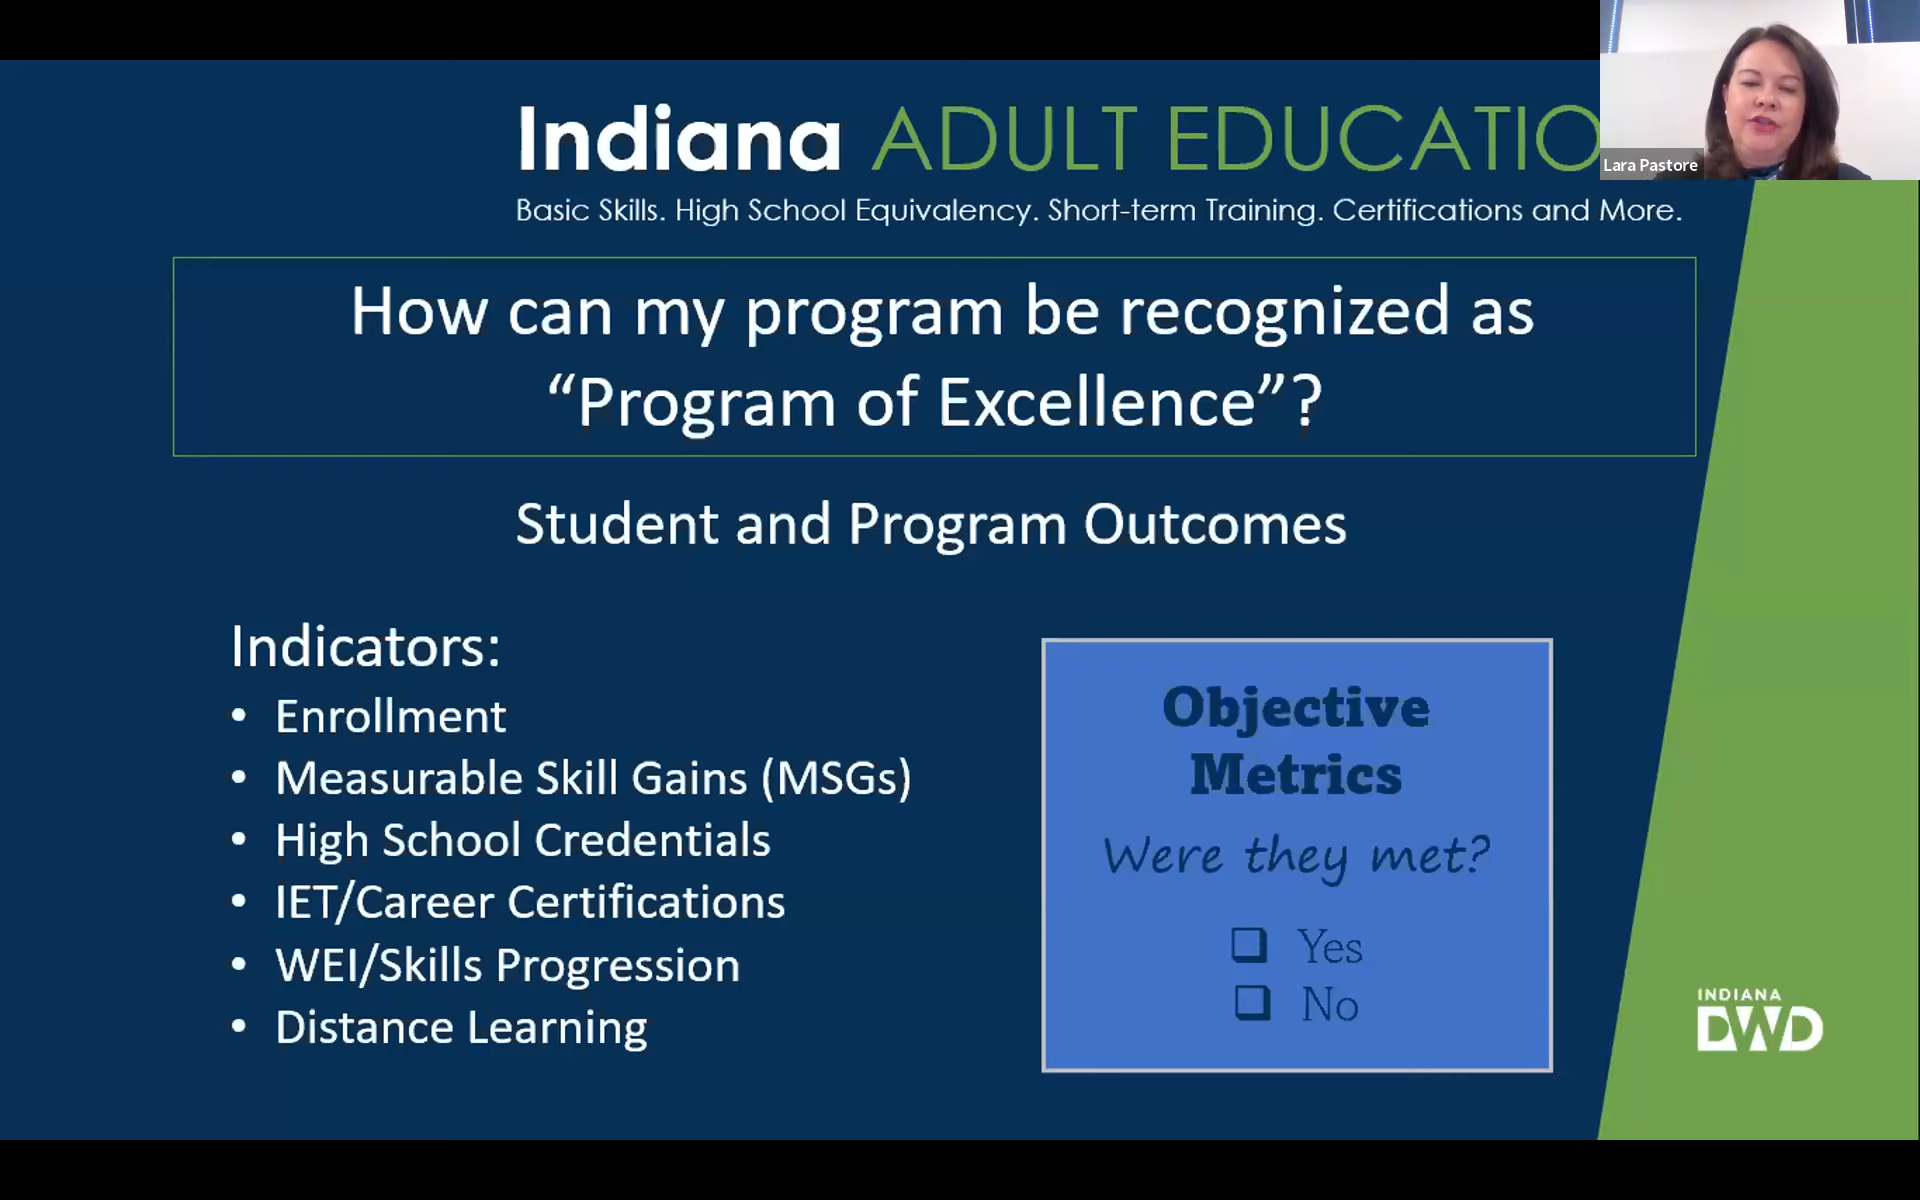 Indiana ADULT EDUCATIO
Lara Pastore
Basic Skills. High School Equivalency. Short-term Training. Certifications and More.
How can my program be recognized as
“Program of Excellence”?
Student and Program Outcomes
Indicators:
• Enrollment
• Measurable Skill Gains (MSGs)
• High School Credentials
• IET/Career Certifications
• WEI/Skills Progression
• Distance Learning
Objective
Metrics
Were they met?
❑ Yes
❑ No
INDIANA
DWD